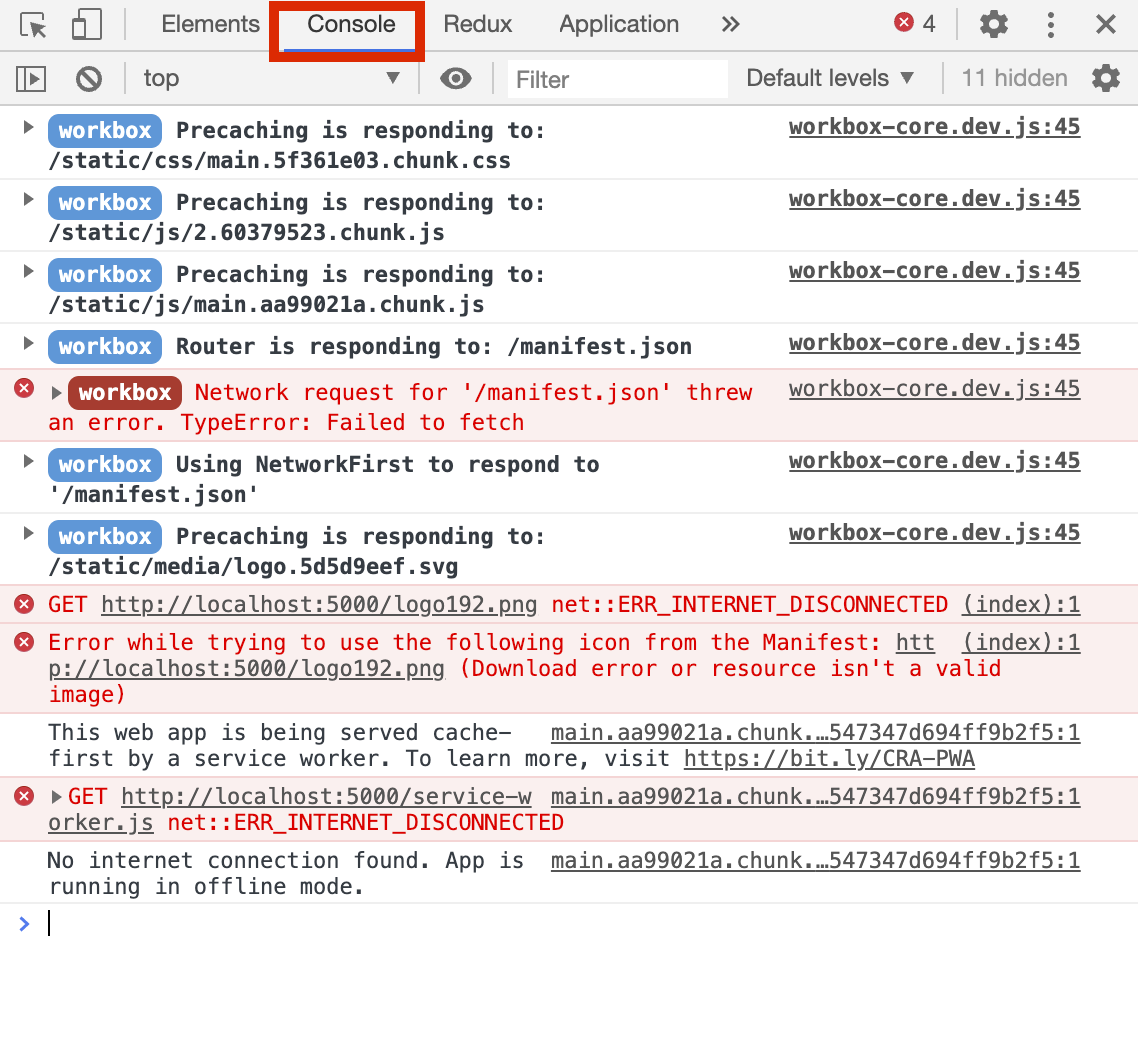 Elements Console Redux Application » 4
top ▼ Filter Default levels ▼ 11 hidden
workbox Precaching is responding to: workbox-core.dev.js:45
/static/css/main.5f361e03.chunk.css
workbox Precaching is responding to: workbox-core.dev.js:45
/static/js/2.60379523.chunk.js
workbox Precaching is responding to: workbox-core.dev.js:45
/static/js/main.aa99021a.chunk.js
workbox Router is responding to: /manifest.json workbox-core.dev.js:45
workbox Network request for '/manifest.json' threw workbox-core.dev.js:45
an error. TypeError: Failed to fetch
workbox Using NetworkFirst to respond to workbox-core.dev.js:45
'/manifest.json'
workbox Precaching is responding to: workbox-core.dev.js:45
/static/media/logo.5d5d9eef.svg
GET http://localhost:5000/logo192.png net::ERR_INTERNET_DISCONNECTED (index):1
Error while trying to use the following icon from the Manifest: htt (index):1
p://localhost:5000/logo192.png (Download error or resource isn't a valid
image)
This web app is being served cache- main.aa99021a.chunk.…547347d694ff9b2f5:1
first by a service worker. To learn more, visit https://bit.ly/CRA-PWA
GET http://localhost:5000/service-w main.aa99021a.chunk.…547347d694ff9b2f5:1
orker.js net::ERR_INTERNET_DISCONNECTED
No internet connection found. App is main.aa99021a.chunk.…547347d694ff9b2f5:1
running in offline mode.